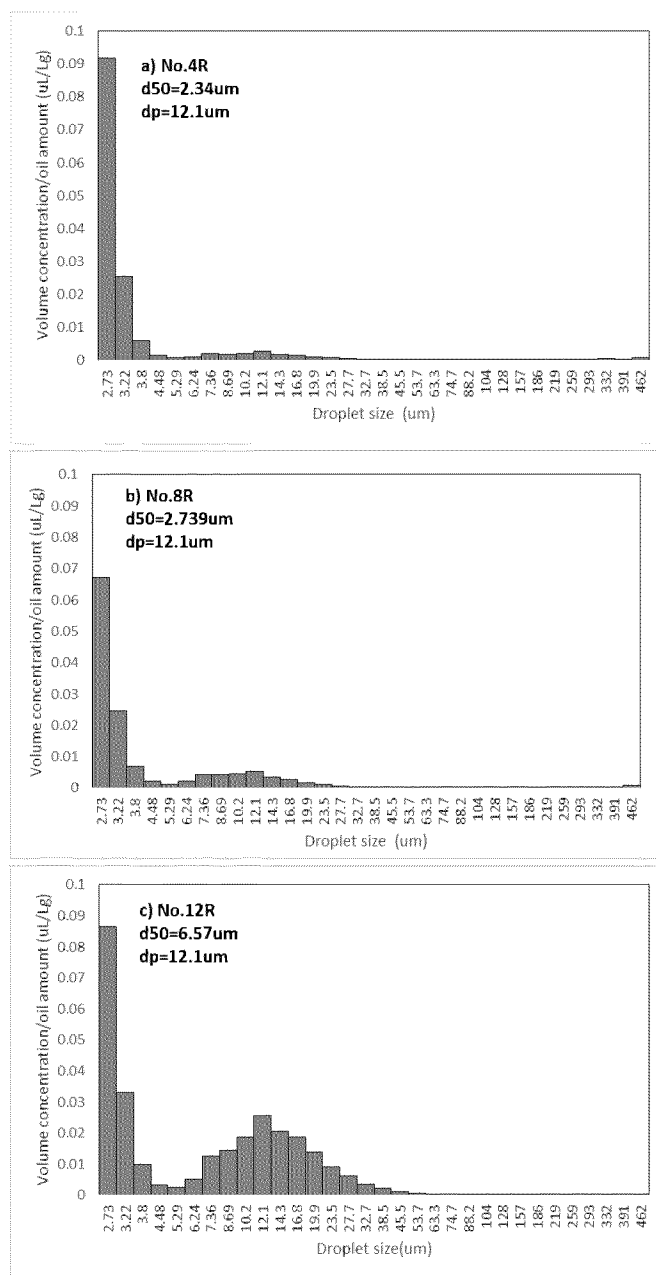 Volume concentration/oil amount (uL/Lg)
0.1
0.09
0.08
0.07
0.06
0.05
0.04
0.03
0.02
0.01
0
a) No.4R
d50=2.34um
dp=12.1um
2.73 3.22 3.8 4.48 5.29 6.24 7.36 8.69 10.2 12.1 14.3 16.8 19.9 23.5 27.7 32.7 38.5 45.5 53.7 63.3 74.7 88.2 104 128 157 186 219 259 293 332 391 462
Droplet size (um)
Volume concentration/oil amount (uL/Lg)
0.1
0.09
0.08
0.07
0.06
0.05
0.04
0.03
0.02
0.01
0
b) No.8R
d50=2.739um
dp=12.1um
2.73 3.22 3.8 4.48 5.29 6.24 7.36 8.69 10.2 12.1 14.3 16.8 19.9 23.5 27.7 32.7 38.5 45.5 53.7 63.3 74.7 88.2 104 128 157 186 219 259 293 332 391 462
Droplet size (um)
Volume concentration/oil amount (uL/Lg)
0.1
0.09
0.08
0.07
0.06
0.05
0.04
0.03
0.02
0.01
0
c) No.12R
d50=6.57um
dp=12.1um
2.73 3.22 3.8 4.48 5.29 6.24 7.36 8.69 10.2 12.1 14.3 16.8 19.9 23.5 27.7 32.7 38.5 45.5 53.7 63.3 74.7 88.2 104 128 157 186 219 259 293 332 391 462
Droplet size(um)